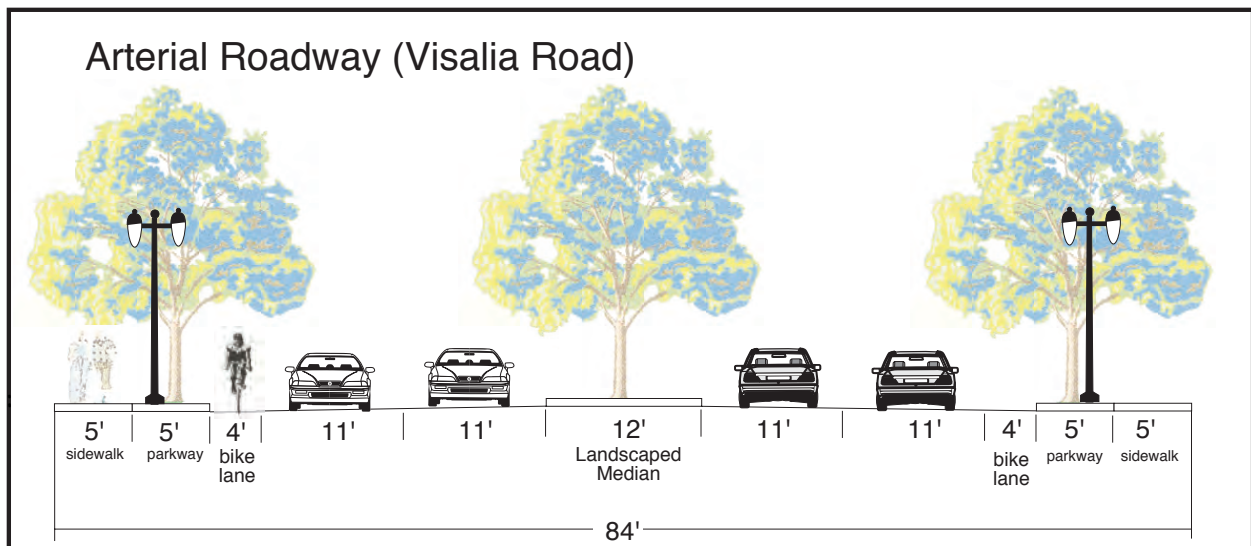 Arterial Roadway (Visalia Road)
5' 5' 4' 11' 11' 12' 11' 11' 4' 5' 5'
sidewalk parkway bike lane Landscaped Median bike lane parkway sidewalk
84'